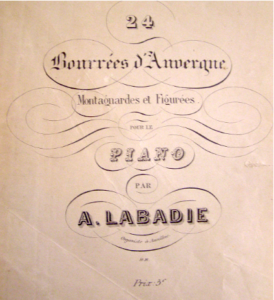 24
Bourrées d'Auvergne
Montagnardes et Figurées
POUR LE
PIANO
PAR
A. LABADIE
Prix 3f